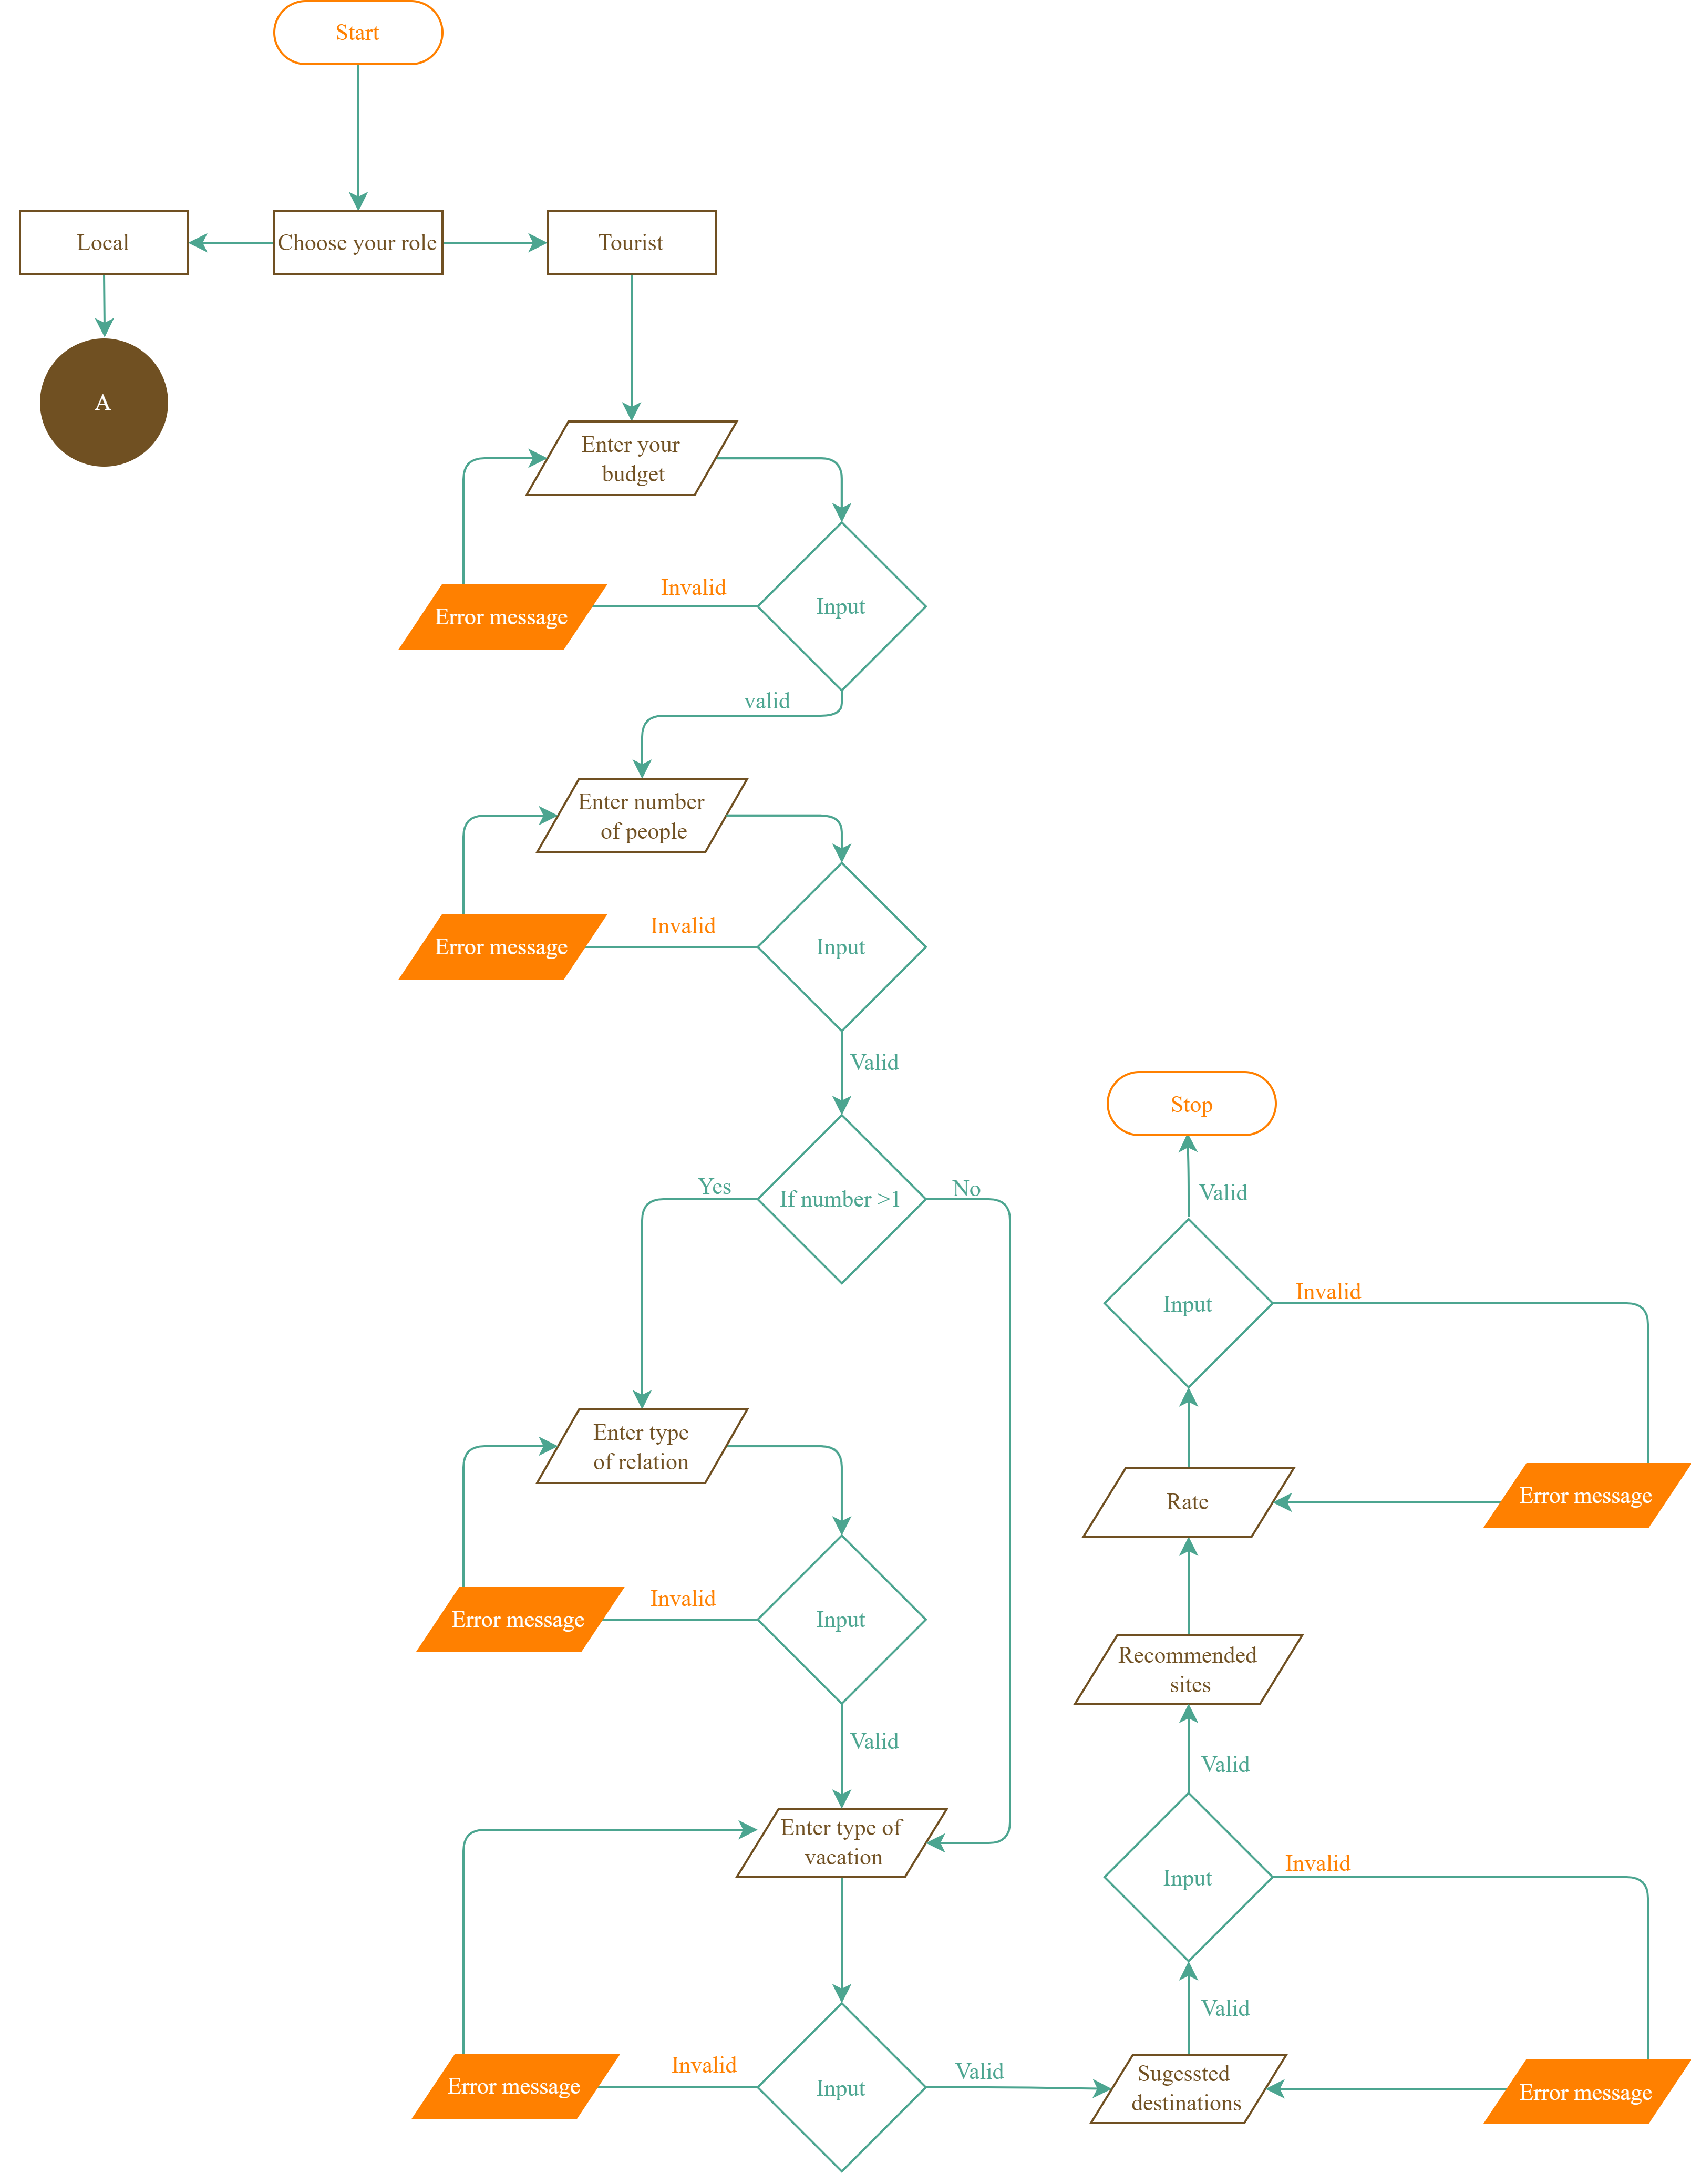 Start
Local
Choose your role
Tourist
A
Enter your
budget
Invalid
Input
Error message
valid
Enter number
of people
Invalid
Input
Error message
Valid
If number >1
Yes
No
Enter type
of relation
Invalid
Input
Error message
Valid
Enter type of
vacation
Invalid
Input
Error message
Valid
Sugessted
destinations
Error message
Valid
Input
Invalid
Valid
Recommended
sites
Rate
Error message
Input
Invalid
Valid
Stop